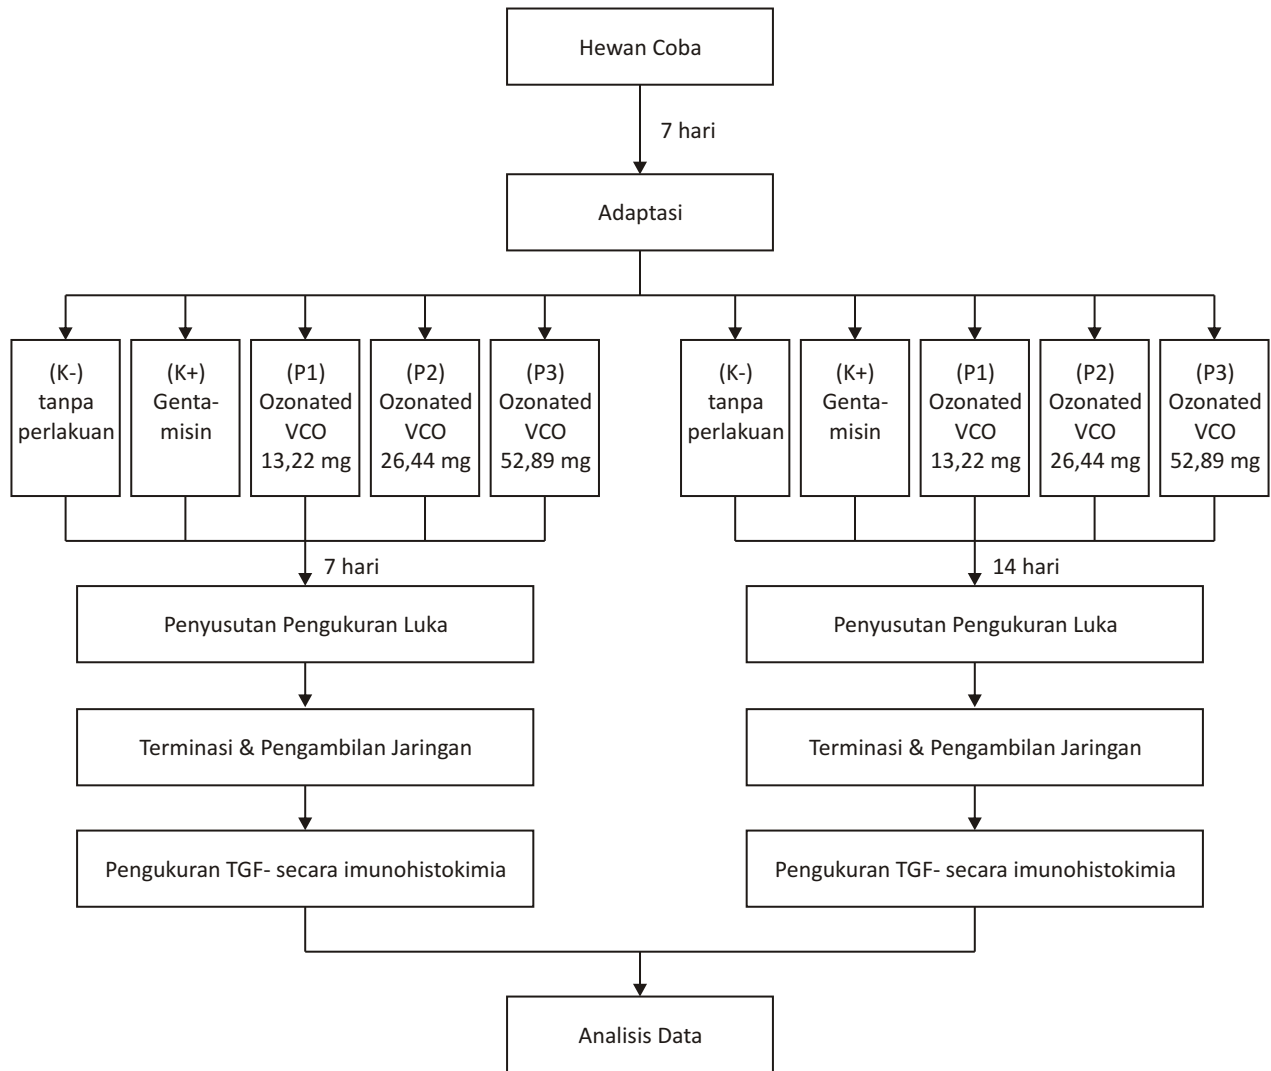 Hewan Coba
7 hari
Adaptasi
(K-)
tanpa
perlakuan
(K+)
Genta-
misin
(P1)
Ozonated
VCO
13,22 mg
(P2)
Ozonated
VCO
26,44 mg
(P3)
Ozonated
VCO
52,89 mg
(K-)
tanpa
perlakuan
(K+)
Genta-
misin
(P1)
Ozonated
VCO
13,22 mg
(P2)
Ozonated
VCO
26,44 mg
(P3)
Ozonated
VCO
52,89 mg
7 hari
Penyusutan Pengukuran Luka
Terminasi & Pengambilan Jaringan
Pengukuran TGF- secara imunohistokimia
14 hari
Penyusutan Pengukuran Luka
Terminasi & Pengambilan Jaringan
Pengukuran TGF- secara imunohistokimia
Analisis Data